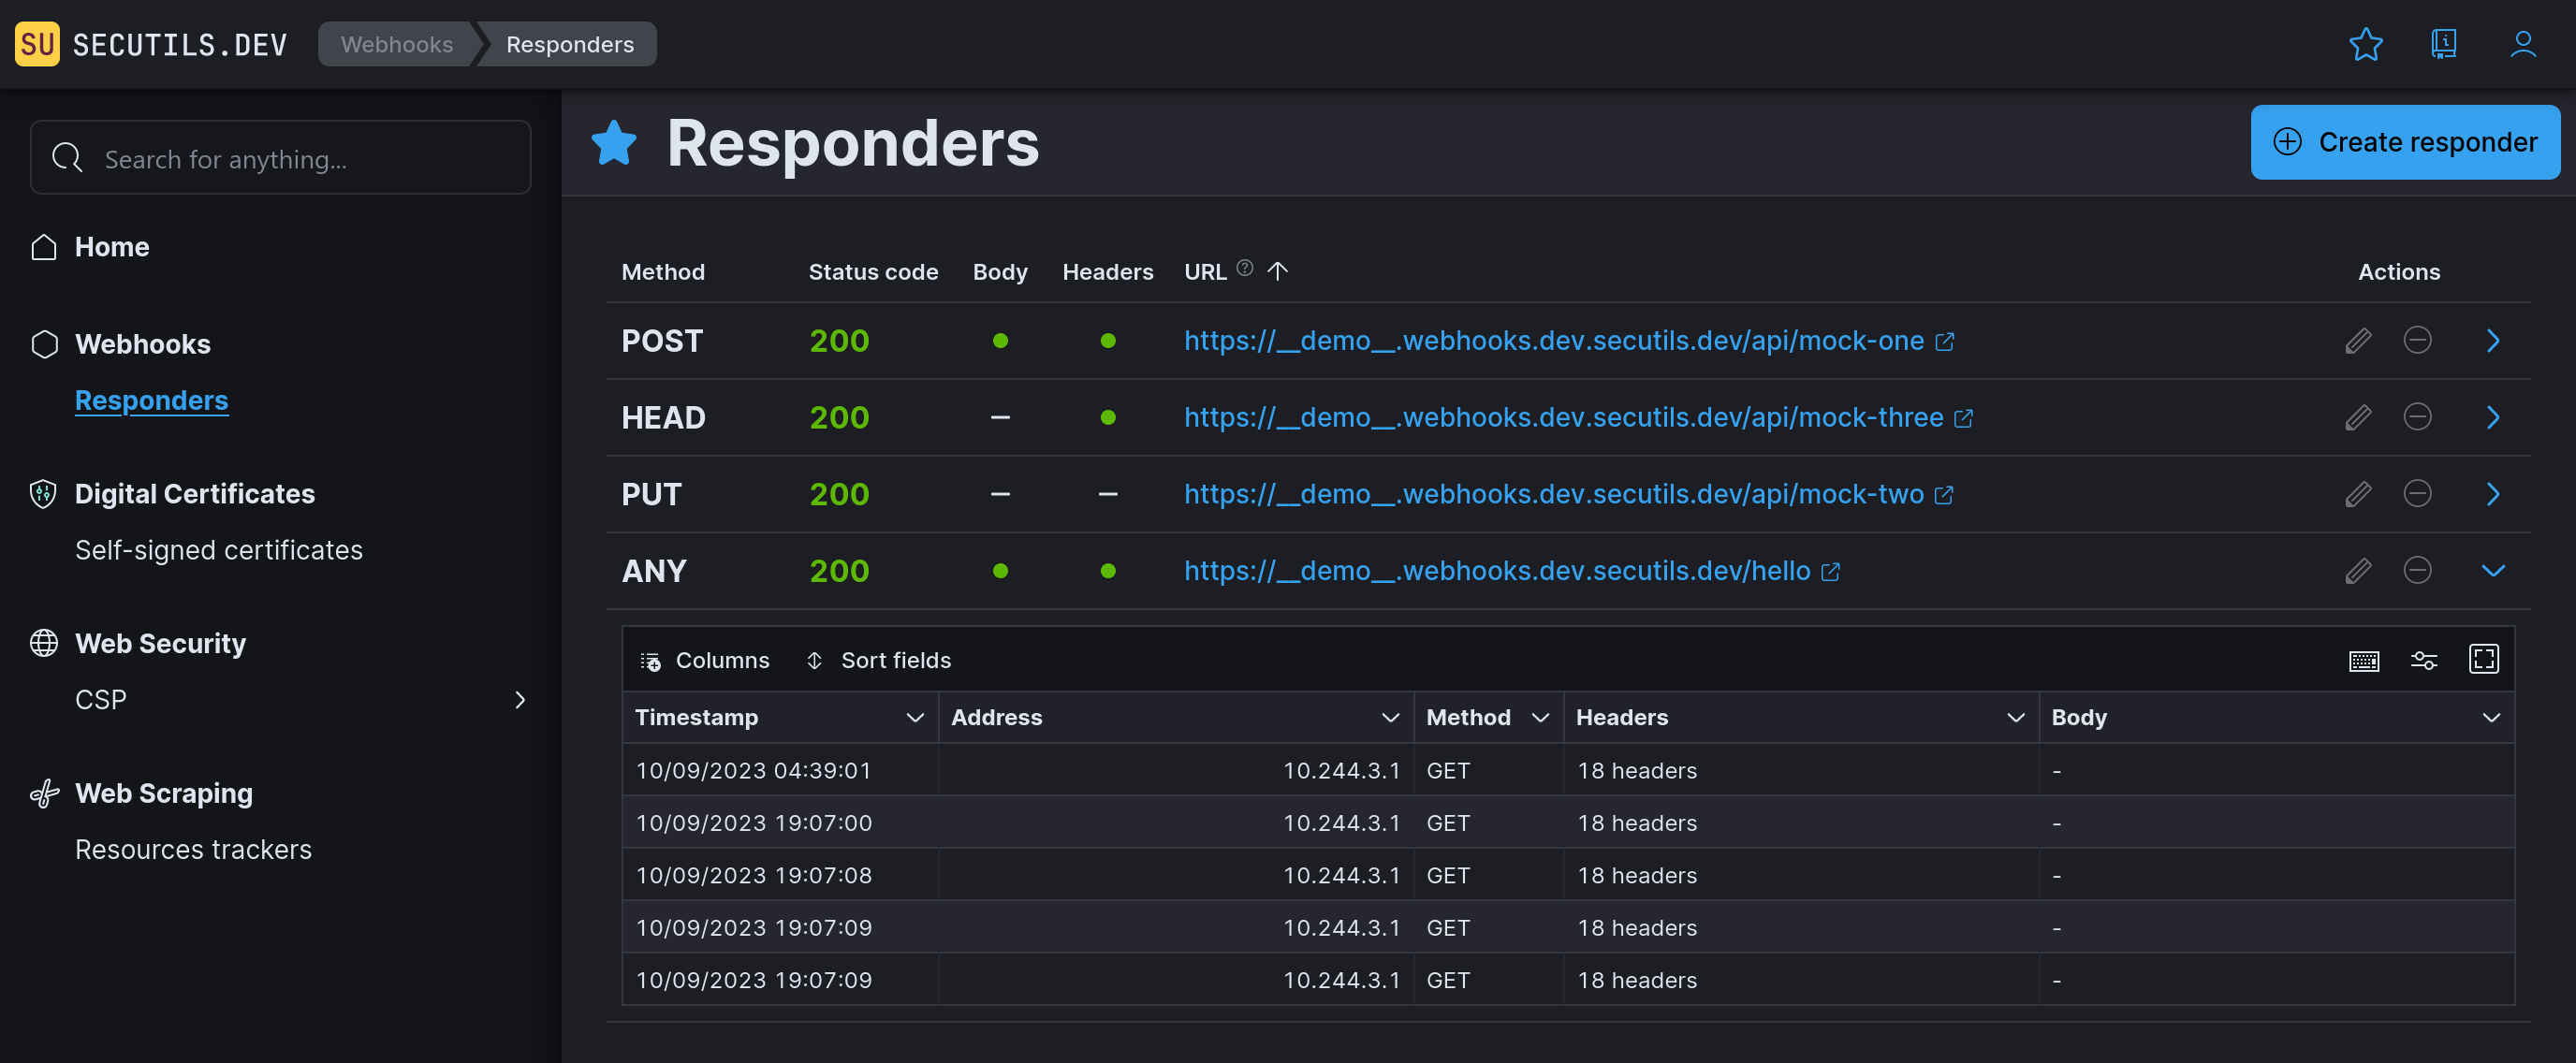 SU SECUTILS.DEV Webhooks Responders
Search for anything...
Home
Webhooks
Responders
Digital Certificates
Self-signed certificates
Web Security
CSP
Web Scraping
Resources trackers
Responders
Create responder
Method Status code Body Headers URL ? Actions
POST 200 https://__demo__.webhooks.dev.secutils.dev/api/mock-one
HEAD 200 – https://__demo__.webhooks.dev.secutils.dev/api/mock-three
PUT 200 – – https://__demo__.webhooks.dev.secutils.dev/api/mock-two
ANY 200 https://__demo__.webhooks.dev.secutils.dev/hello
Columns Sort fields
Timestamp Address Method Headers Body
10/09/2023 04:39:01 10.244.3.1 GET 18 headers -
10/09/2023 19:07:00 10.244.3.1 GET 18 headers -
10/09/2023 19:07:08 10.244.3.1 GET 18 headers -
10/09/2023 19:07:09 10.244.3.1 GET 18 headers -
10/09/2023 19:07:09 10.244.3.1 GET 18 headers -